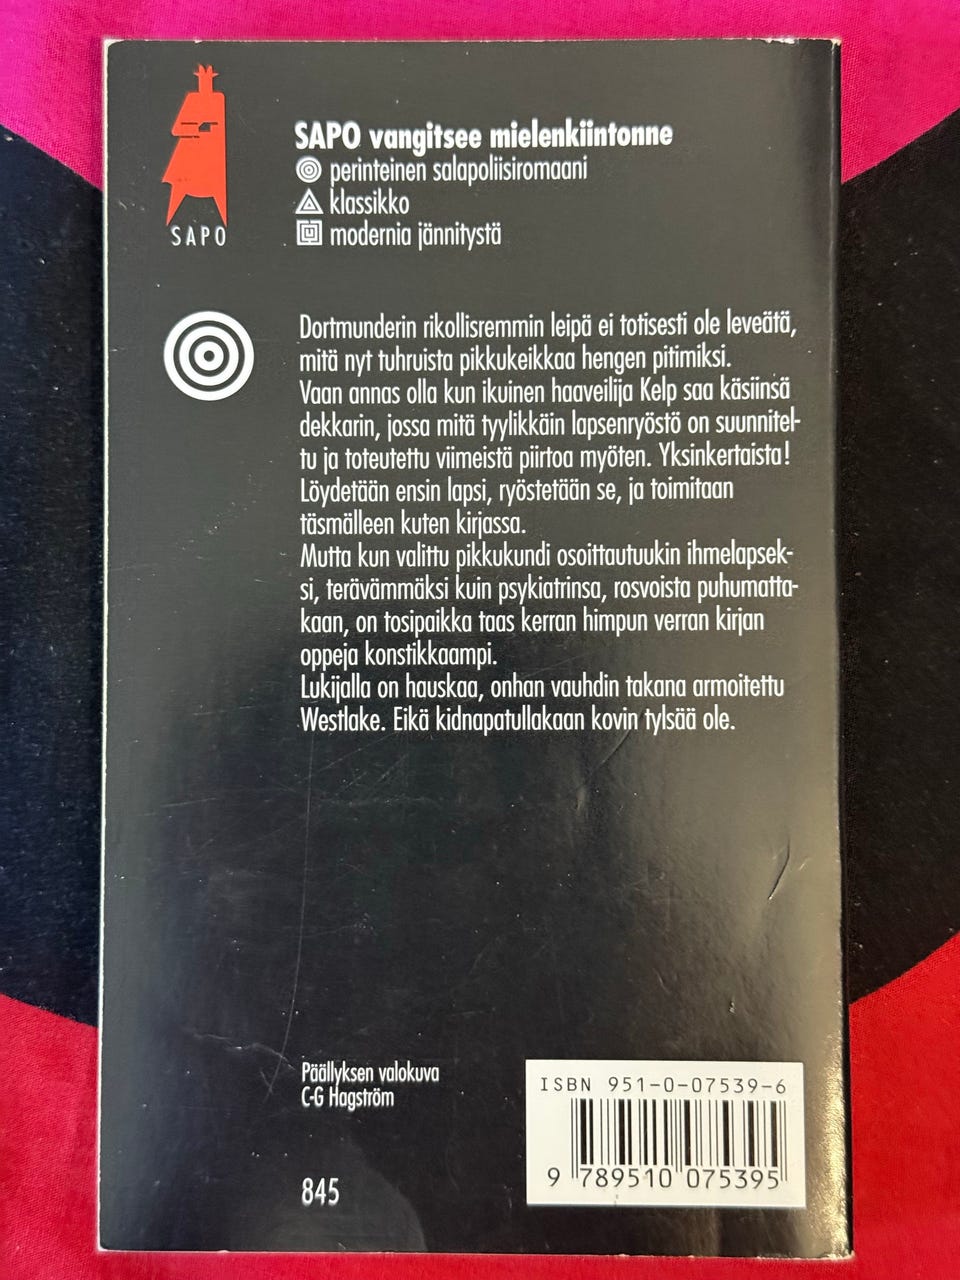 SAPO
SAPO vangitsee mielenkiintonne
perinteinen salapoliisiromaani
klassikko
modernia jännitystä
Dortmunderin rikollisremmin leipä ei totisesti ole leveätä,
mitä nyt tuhruista pikkukeikkaa hengen pitimiksi.
Vaan annas olla kun ikuinen haaveilija Kelp saa käsiinsä
dekkarin, jossa mitä tyylikkäin lapsenryöstö on suunnitel-
tu ja toteutettu viimeistä piirtoa myöten. Yksinkertaista!
Löydetään ensin lapsi, ryöstetään se, ja toimitaan
täsmälleen kuten kirjassa.
Mutta kun valittu pikkukundi osoittautuukin ihmelapsek-
si, terävämmäksi kuin psykiatrinsa, rosvoista puhumatta-
kaan, on tosipaikka taas kerran himpun verran kirjan
oppeja konstikkaampi.
Lukijalla on hauskaa, onhan vauhdin takana armoitettu
Westlake. Eikä kidnapatullakaan kovin tylsää ole.
Päällyksen valokuva
C-G Hagström
845
ISBN 951-0-07539-6
9 789510 075395